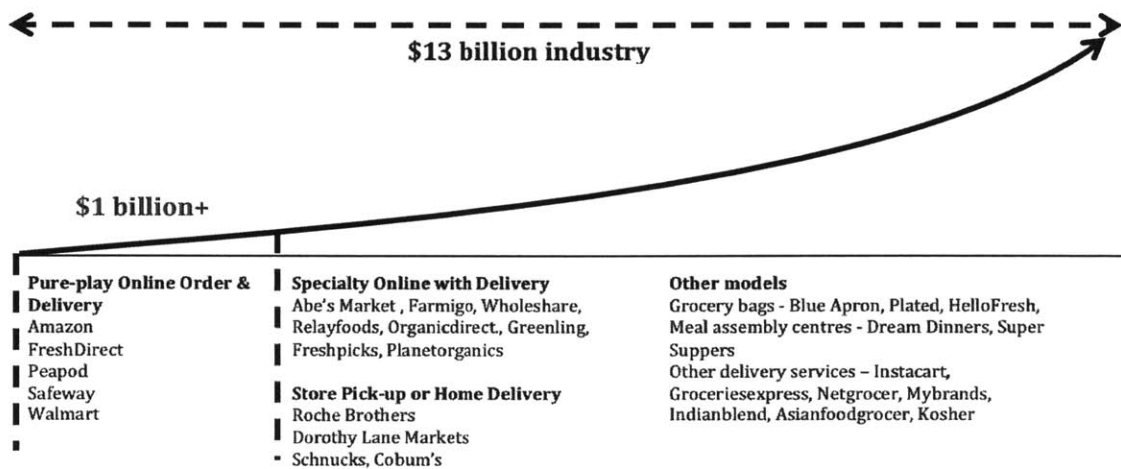 $13 billion industry
$1 billion+
Pure-play Online Order &
Delivery
Amazon
FreshDirect
Peapod
Safeway
Walmart
Specialty Online with Delivery
Abe's Market , Farmigo, Wholeshare,
Relayfoods, Organicdirect, Greenling,
Freshpicks, Planetorganics
Store Pick-up or Home Delivery
Roche Brothers
Dorothy Lane Markets
Schnucks, Cobum's
Other models
Grocery bags - Blue Apron, Plated, HelloFresh,
Meal assembly centres - Dream Dinners, Super
Suppers
Other delivery services – Instacart,
Groceriesexpress, Netgrocer, Mybrands,
Indianblend, Asianfoodgrocer, Kosher